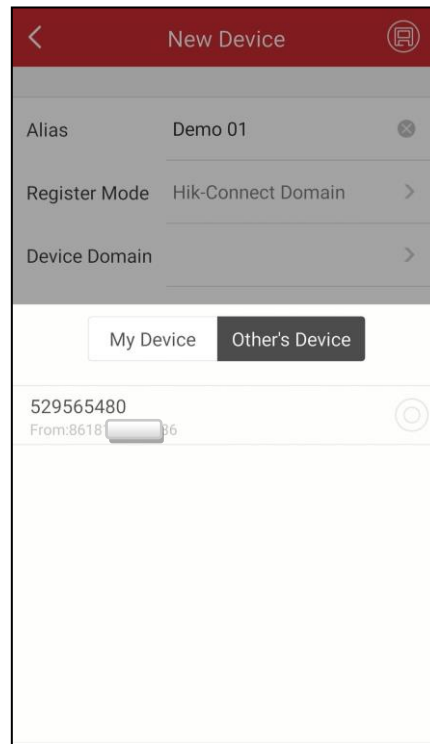 New Device
Alias Demo 01
Register Mode Hik-Connect Domain
Device Domain
My Device Other's Device
529565480
From:8618 86